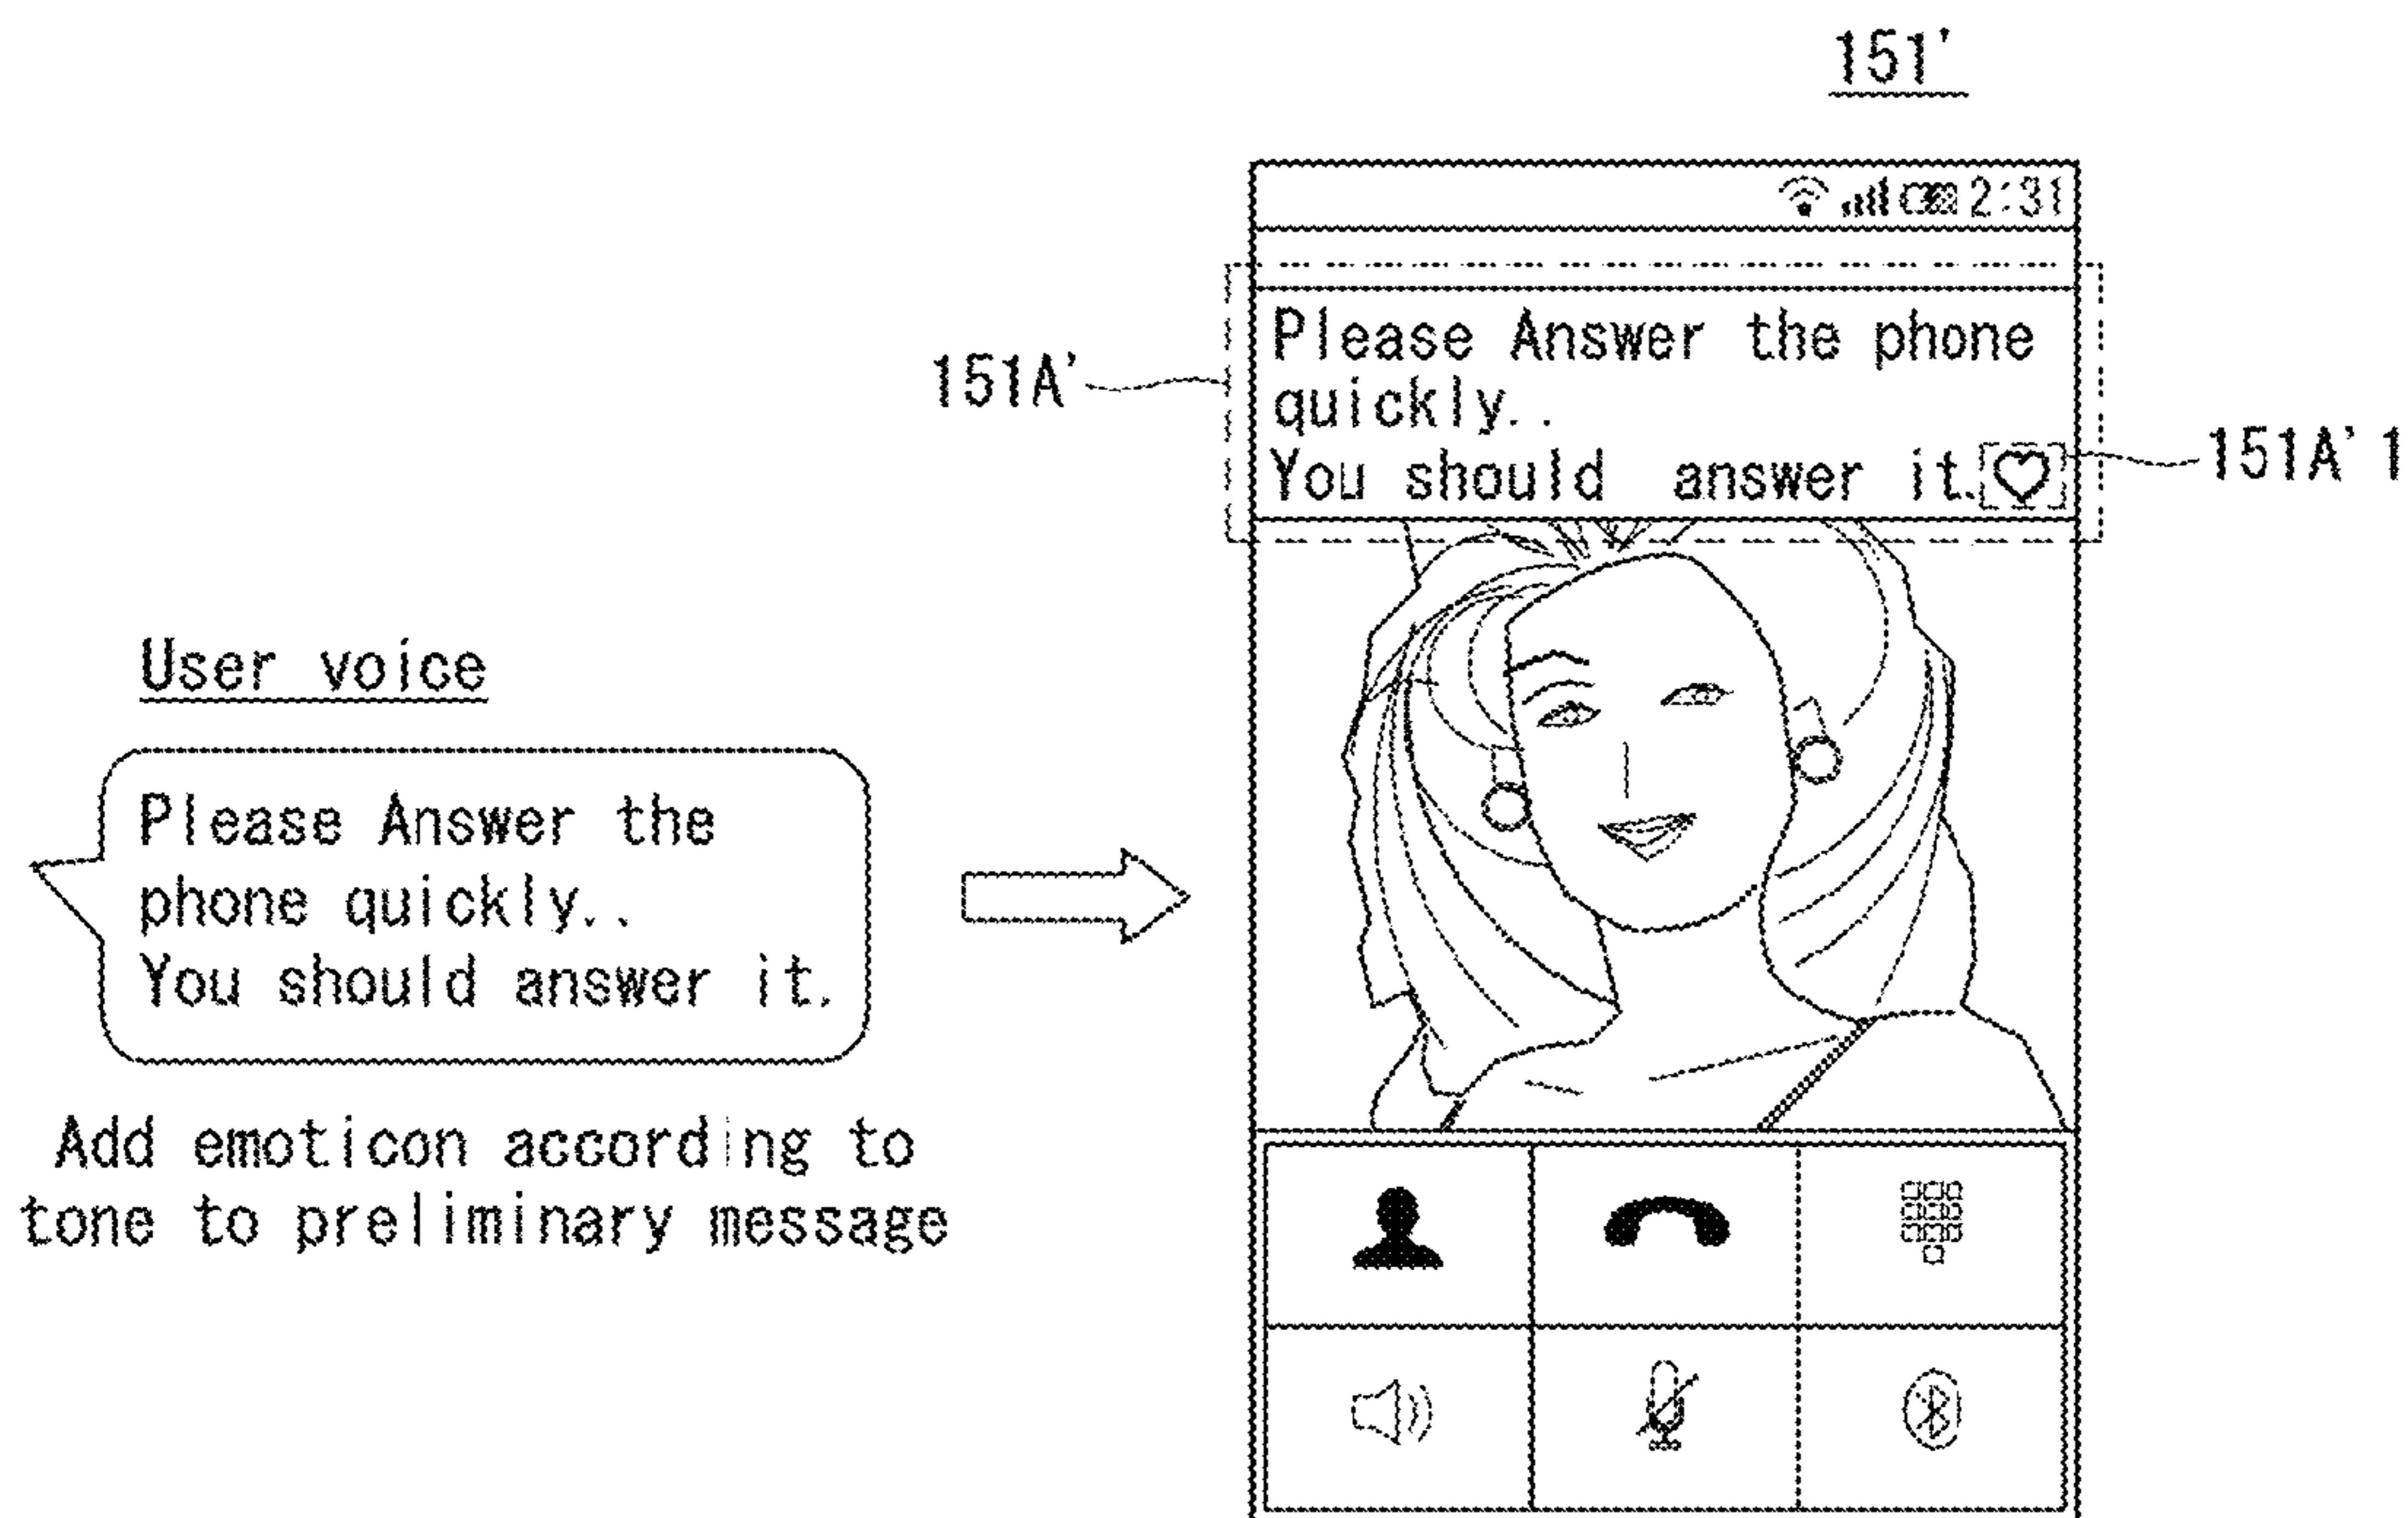 151'
2:31
Please Answer the phone
quickly..
You should answer it.
151A'
151A'1
User voice
Please Answer the
phone quickly..
You should answer it.
Add emoticon according to
tone to preliminary message